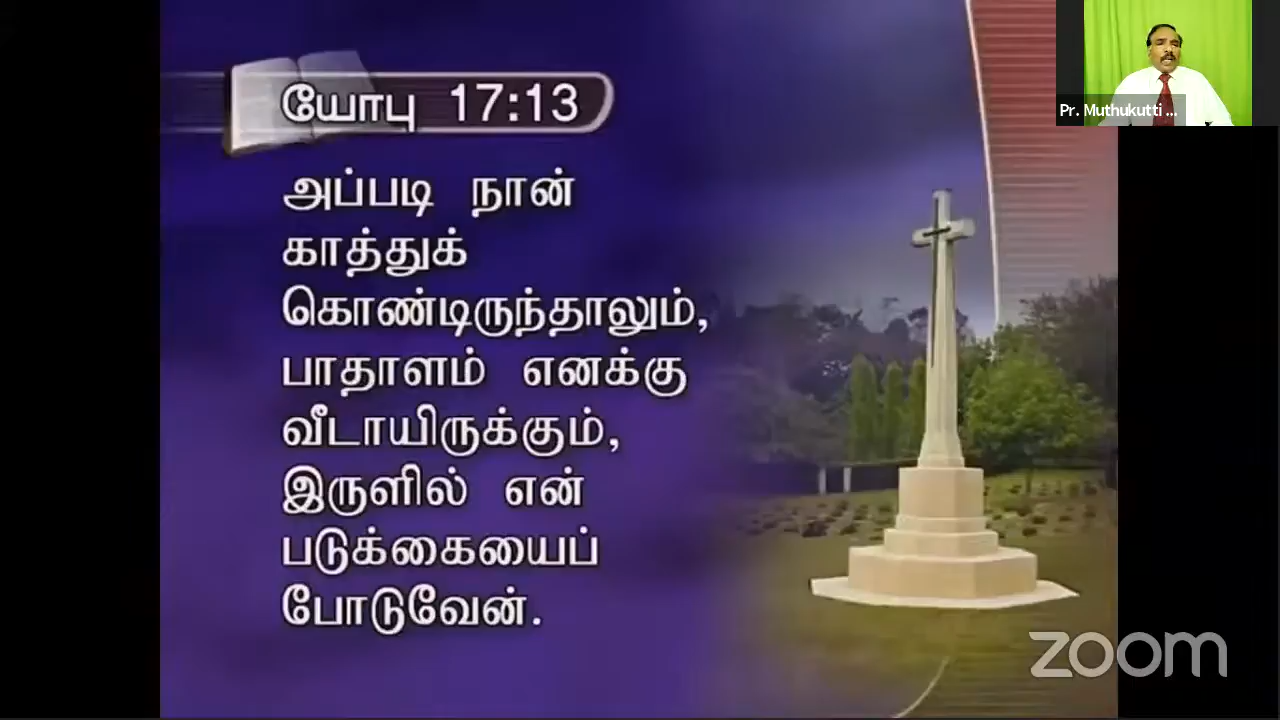 யோபு 17:13
அப்படி நான்
காத்துக்
கொண்டிருந்தாலும்,
பாதாளம் எனக்கு
வீடாயிருக்கும்,
இருளில் என்
படுக்கையைப்
போடுவேன்.
Pr. Muthukutti ...
zoom